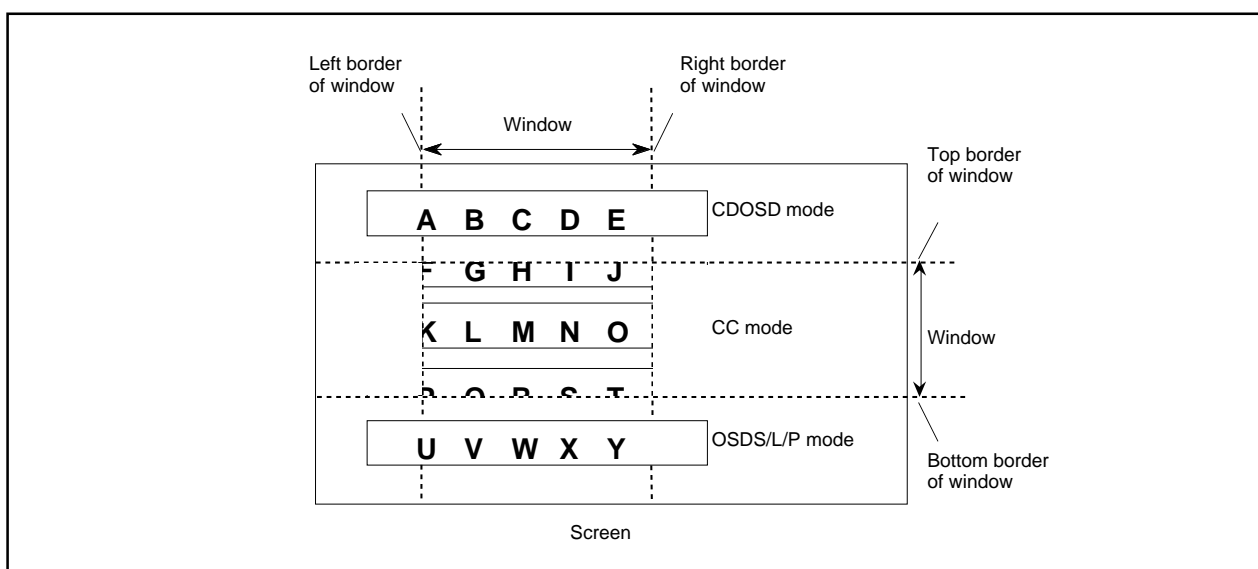 Left border
of window
Right border
of window
Window
Top border
of window
A B C D E
CDOSD mode
G H I J
K L M N O
CC mode
Window
U V W X Y
OSDS/L/P mode
Bottom border
of window
Screen